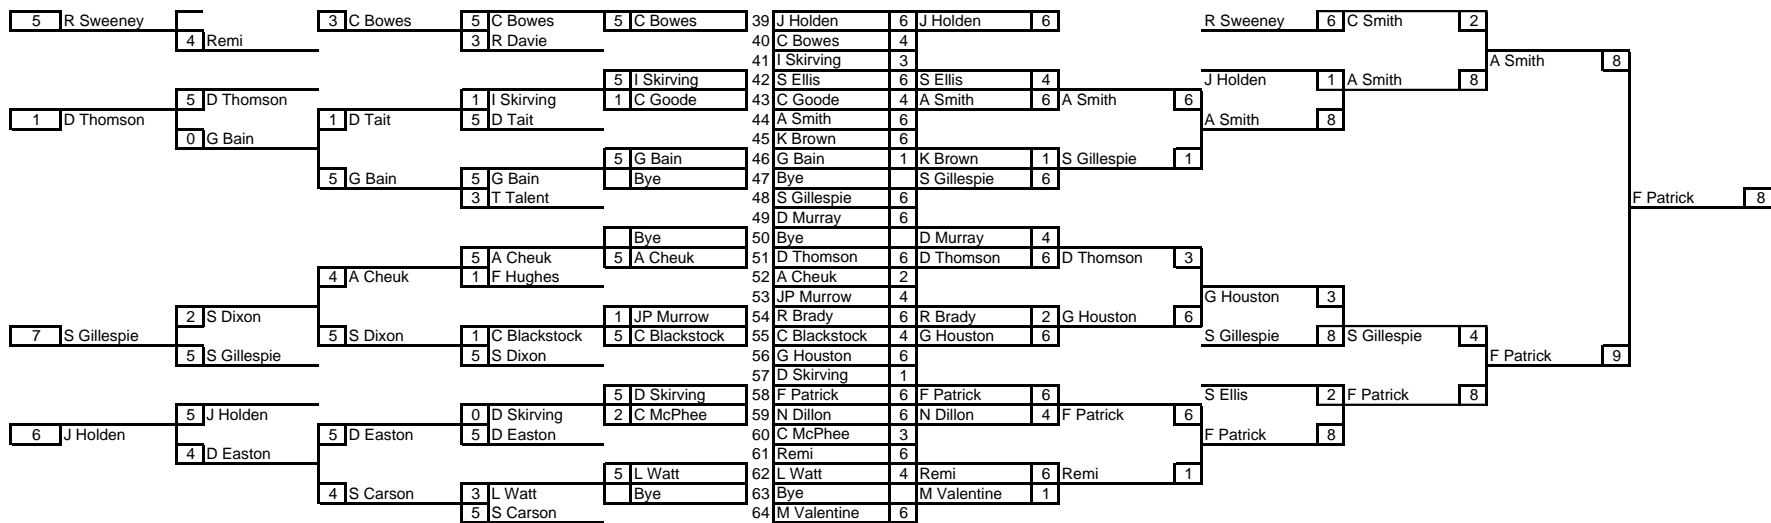 5 R Sweeney 3 C Bowes 5 C Bowes 5 C Bowes 39 J Holden 6 J Holden 6 R Sweeney 6 C Smith 2
4 Remi 3 R Davie 40 C Bowes 4
41 I Skirving 3 A Smith 8
5 I Skirving 42 S Ellis 6 S Ellis 4 J Holden 1 A Smith 8
5 D Thomson 1 I Skirving 1 C Goode 43 C Goode 4 A Smith 6 A Smith 6
1 D Thomson 1 D Tait 5 D Tait 44 A Smith 6 A Smith 8
0 G Bain 45 K Brown 6
5 G Bain 46 G Bain 1 K Brown 1 S Gillespie 1
5 G Bain 5 G Bain Bye 47 Bye S Gillespie 6
3 T Talent 48 S Gillespie 6 F Patrick 8
49 D Murray 6
Bye 50 Bye D Murray 4
5 A Cheuk 5 A Cheuk 51 D Thomson 6 D Thomson 6 D Thomson 3
4 A Cheuk 1 F Hughes 52 A Cheuk 2
53 JP Murrow 4 G Houston 3
2 S Dixon 1 JP Murrow 54 R Brady 6 R Brady 2 G Houston 6
7 S Gillespie 5 S Dixon 1 C Blackstock 5 C Blackstock 55 C Blackstock 4 G Houston 6 S Gillespie 8 S Gillespie 4
5 S Gillespie 5 S Dixon 56 G Houston 6 F Patrick 9
57 D Skirving 1
5 D Skirving 58 F Patrick 6 F Patrick 6 S Ellis 2 F Patrick 8
5 J Holden 0 D Skirving 2 C McPhee 59 N Dillon 6 N Dillon 4 F Patrick 6
6 J Holden 5 D Easton 5 D Easton 60 C McPhee 3 F Patrick 8
4 D Easton 61 Remi 6
5 L Watt 62 L Watt 4 Remi 6 Remi 1
4 S Carson 3 L Watt Bye 63 Bye M Valentine 1
5 S Carson 64 M Valentine 6